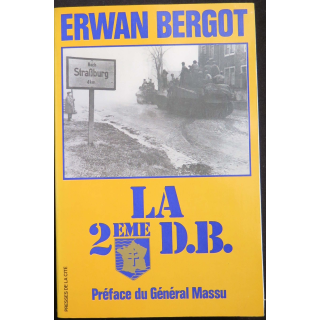 ERWAN BERGOT
Straßburg
LA
2EME D.B.
Préface du Général Massu
PRESSES DE LA CITÉ